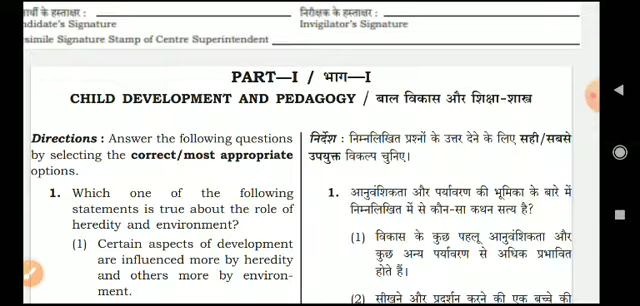 के हस्ताक्षर :
निरीक्षक के हस्ताक्षर :
didate's Signature
Invigilator's Signature
simile Signature Stamp of Centre Superintendent
PART—I / भाग—I
CHILD DEVELOPMENT AND PEDAGOGY / बाल विकास और शिक्षा-शास्त्र
Directions : Answer the following questions
by selecting the correct/most appropriate
options.
1. Which one of the following
statements is true about the role of
heredity and environment?
(1) Certain aspects of development
are influenced more by heredity
and others more by environ-
ment.
निर्देश : निम्नलिखित प्रश्नों के उत्तर देने के लिए सही/सबसे
उपयुक्त विकल्प चुनिए।
1. आनुवंशिकता और पर्यावरण की भूमिका के बारे में
निम्नलिखित में से कौन-सा कथन सत्य है?
(1) विकास के कुछ पहलू आनुवंशिकता और
कुछ अन्य पर्यावरण से अधिक प्रभावित
होते हैं।
(2) सीखने और प्रदर्शन करने की एक बच्चे की